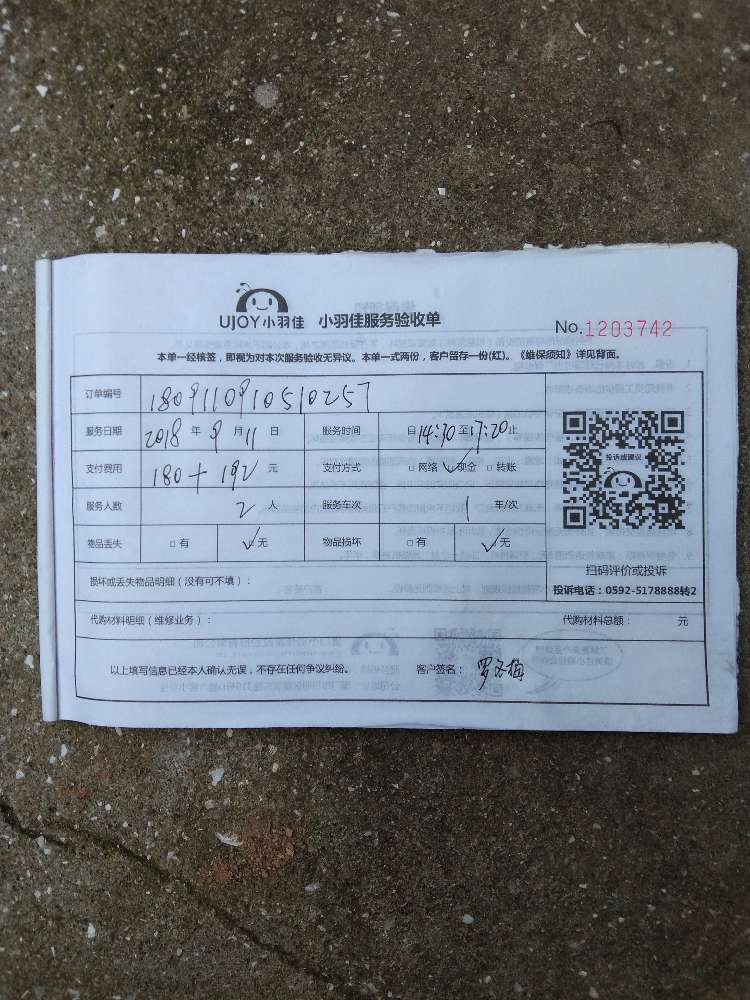 UJOY小羽佳 小羽佳服务验收单
No.1203742
本单一经核签，即视为对本次服务验收无异议。本单一式两份，客户留存一份(红)。《维保须知》详见背面。
订单编号 1809110910510257
服务日期 2018 年 9 月 11 日 服务时间 自 14:30 至 17:20 止
支付费用 180+192 元 支付方式 □网络 ✓现金 □转账
服务人数 2 人 服务车次 1 车/次
物品丢失 □有 ✓无 物品损坏 □有 ✓无
投诉或建议
扫码评价或投诉
投诉电话：0592-5178888转2
损坏或丢失物品明细（没有可不填）：
代购材料明细（维修业务）： 代购材料总额： 元
以上填写信息已经本人确认无误，不存在任何争议纠纷。 客户签名：